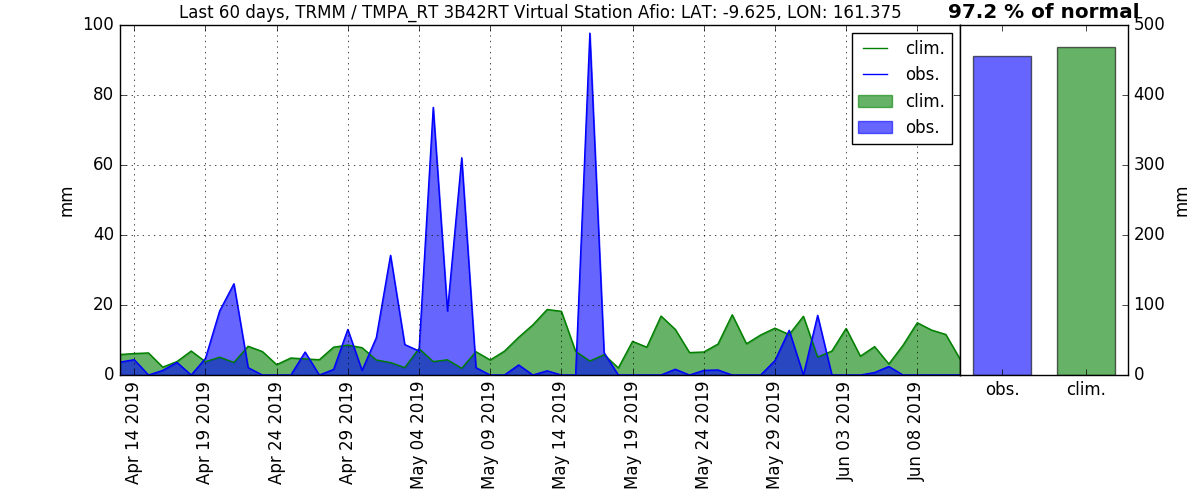 Last 60 days, TRMM / TMPA_RT 3B42RT Virtual Station Afio: LAT: -9.625, LON: 161.375
97.2 % of normal
100
80
60
40
20
0
mm
clim.
obs.
clim.
obs.
Apr 14 2019
Apr 19 2019
Apr 24 2019
Apr 29 2019
May 04 2019
May 09 2019
May 14 2019
May 19 2019
May 24 2019
May 29 2019
Jun 03 2019
Jun 08 2019
500
400
300
200
100
0
mm
obs.
clim.